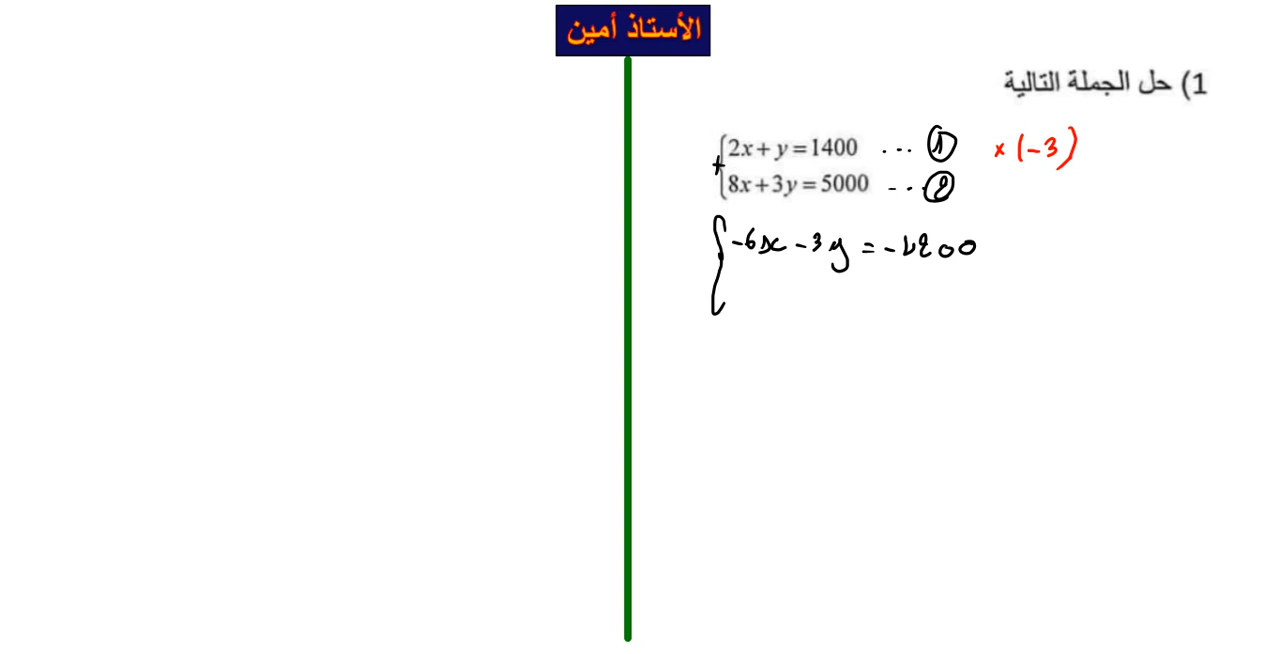 الأستاذ أمين
1) حل الجملة التالية
2x + y = 1400 ... ① × (-3)
+ 8x + 3y = 5000 ... ②
-6x - 3y = -4200